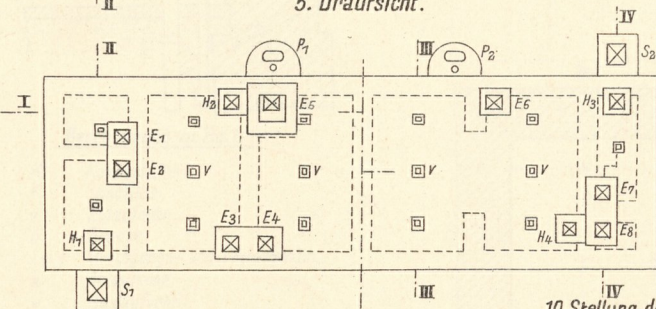 II
5. Draufsicht.
IV
II
P1
III
P2
S2
I
H2
E5
E6
H3
E1
E2
V
V
V
V
E7
E3
E4
H1
H4
E8
S1
III
IV
10 Stellung d